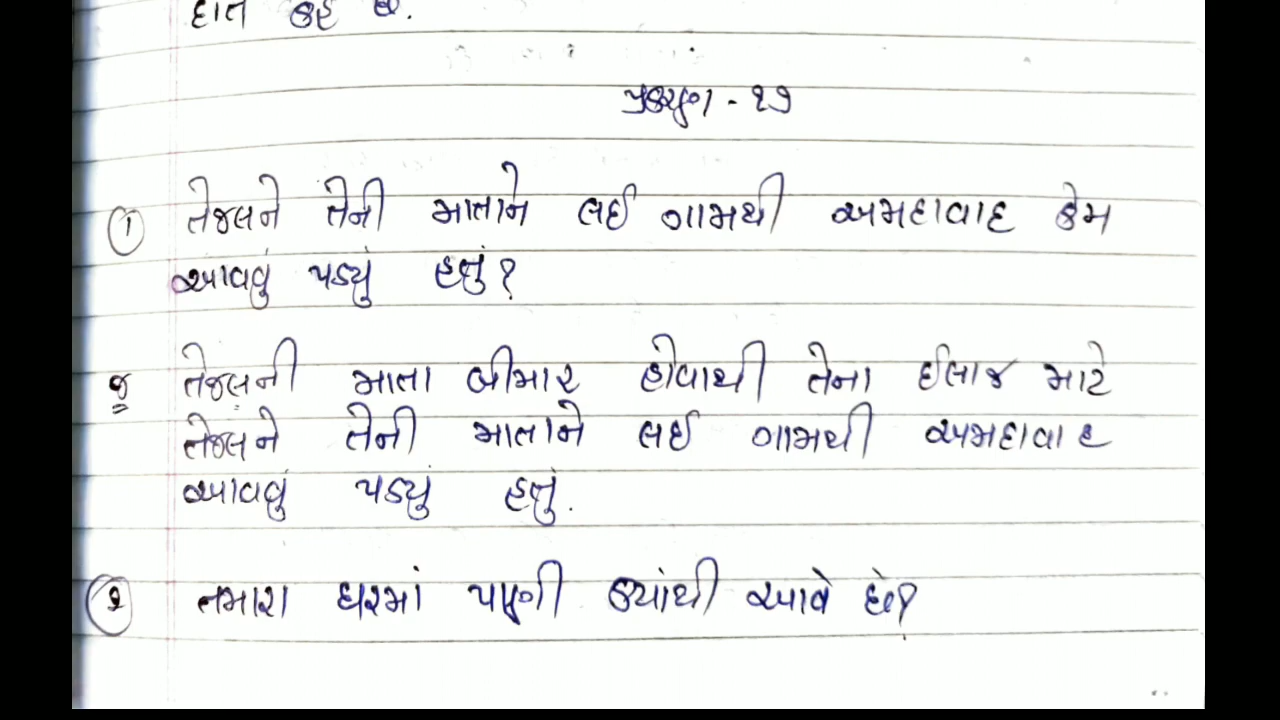 પ્રકરણ - ૨૭
① તેજલને તેની માતાને લઈ ગામથી અમદાવાદ કેમ
આવવું પડ્યું હતું?
જ તેજલની માતા બીમાર હોવાથી તેના ઈલાજ માટે
તેજલને તેની માતાને લઈ ગામથી અમદાવાદ
આવવું પડ્યું હતું.
② તમારા ઘરમાં પાણી ક્યાંથી આવે છે?